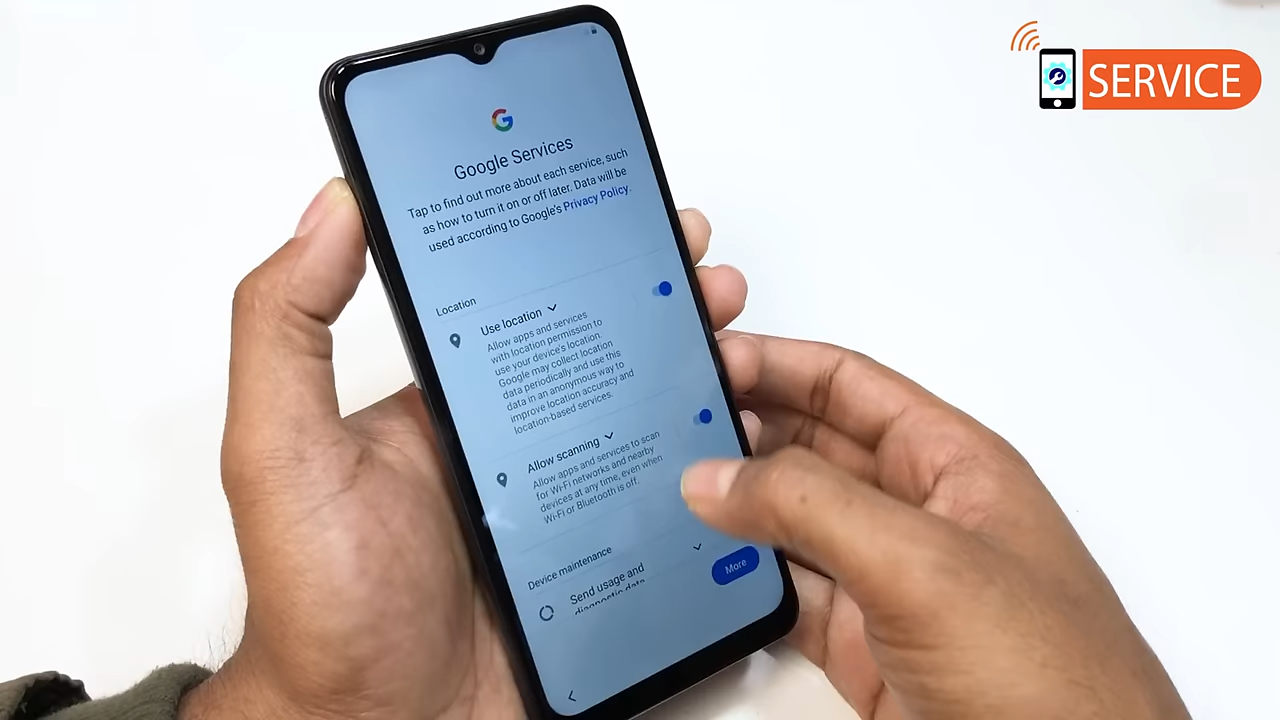 SERVICE
Google Services
Tap to find out more about each service, such
as how to turn it on or off later. Data will be
used according to Google's Privacy Policy.
Location
Use location
Allow apps and services
with location permission to
use your device's location
Google may collect location
data periodically and use this
data in an anonymous way to
improve location accuracy and
location-based services.
Allow scanning
Allow apps and services to scan
for Wi-Fi networks and nearby
devices at any time, even when
Wi-Fi or Bluetooth is off.
Device maintenance
Send usage and
diagnostic data
More